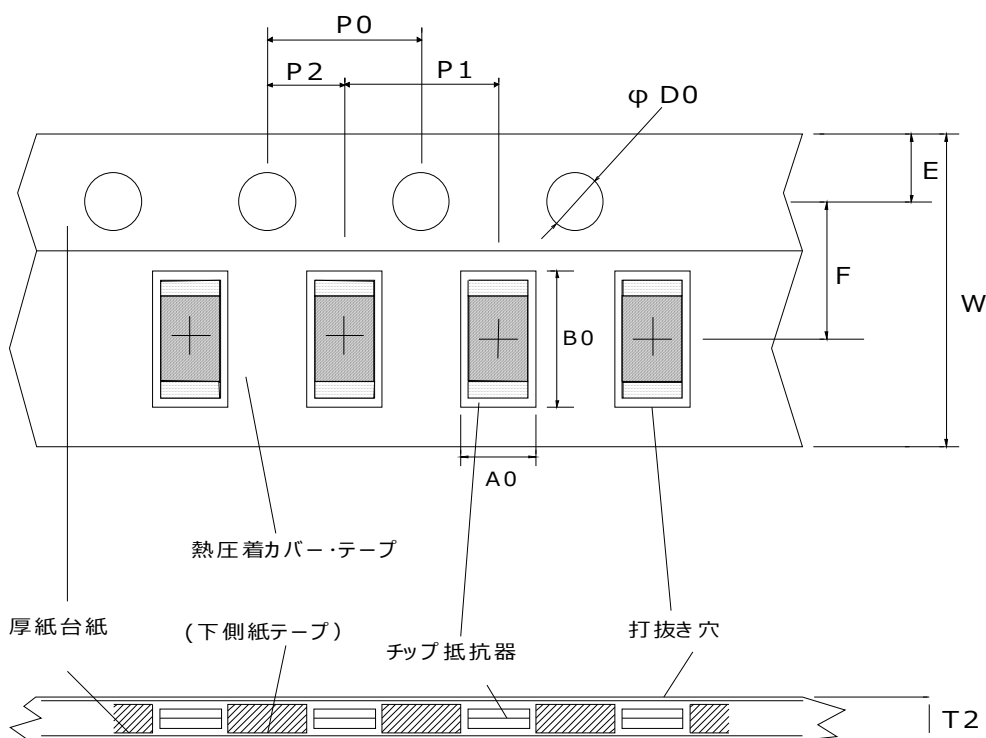 P0
P2
P1
φ D0
E
F
W
B0
A0
熱圧着カバー・テープ
厚紙台紙
(下側紙テープ)
チップ抵抗器
打抜き穴
T2